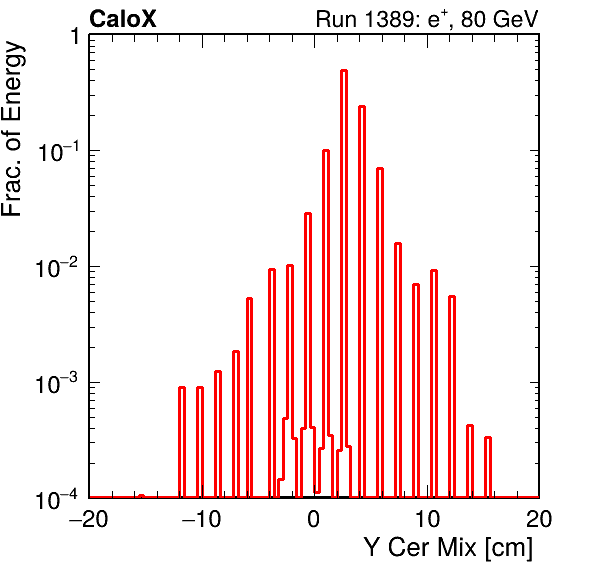 CaloX Run 1389: e⁺, 80 GeV
Frac. of Energy
1
10⁻¹
10⁻²
10⁻³
10⁻⁴
−20 −10 0 10 20
Y Cer Mix [cm]